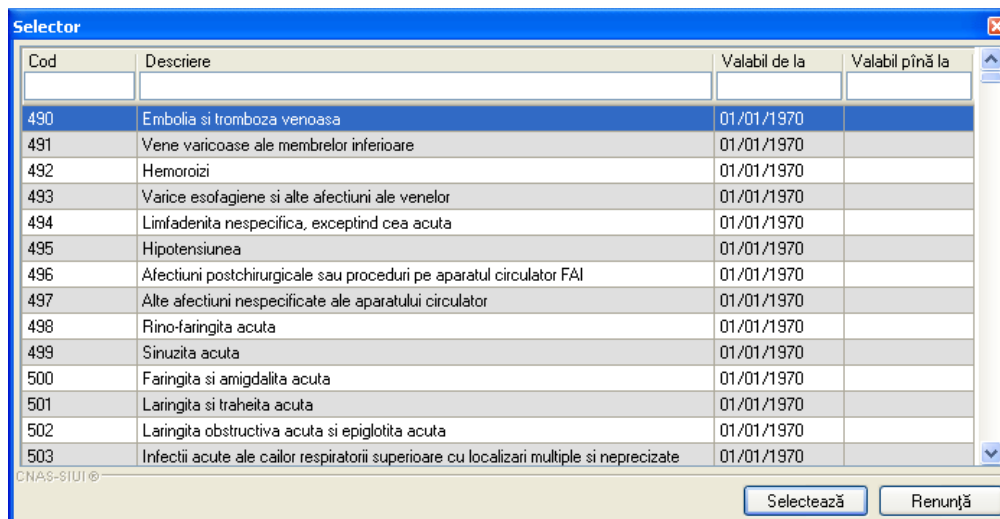 Selector
Cod Descriere Valabil de la Valabil pînă la
490 Embolia si tromboza venoasa 01/01/1970
491 Vene varicoase ale membrelor inferioare 01/01/1970
492 Hemoroizi 01/01/1970
493 Varice esofagiene si alte afectiuni ale venelor 01/01/1970
494 Limfadenita nespecifica, exceptind cea acuta 01/01/1970
495 Hipotensiunea 01/01/1970
496 Afectiuni postchirurgicale sau proceduri pe aparatul circulator FAI 01/01/1970
497 Alte afectiuni nespecificate ale aparatului circulator 01/01/1970
498 Rino-faringita acuta 01/01/1970
499 Sinuzita acuta 01/01/1970
500 Faringita si amigdalita acuta 01/01/1970
501 Laringita si traheita acuta 01/01/1970
502 Laringita obstructiva acuta si epiglotita acuta 01/01/1970
503 Infectii acute ale cailor respiratorii superioare cu localizari multiple si neprecizate 01/01/1970
CNAS-SIUI®
Selectează Renunţă